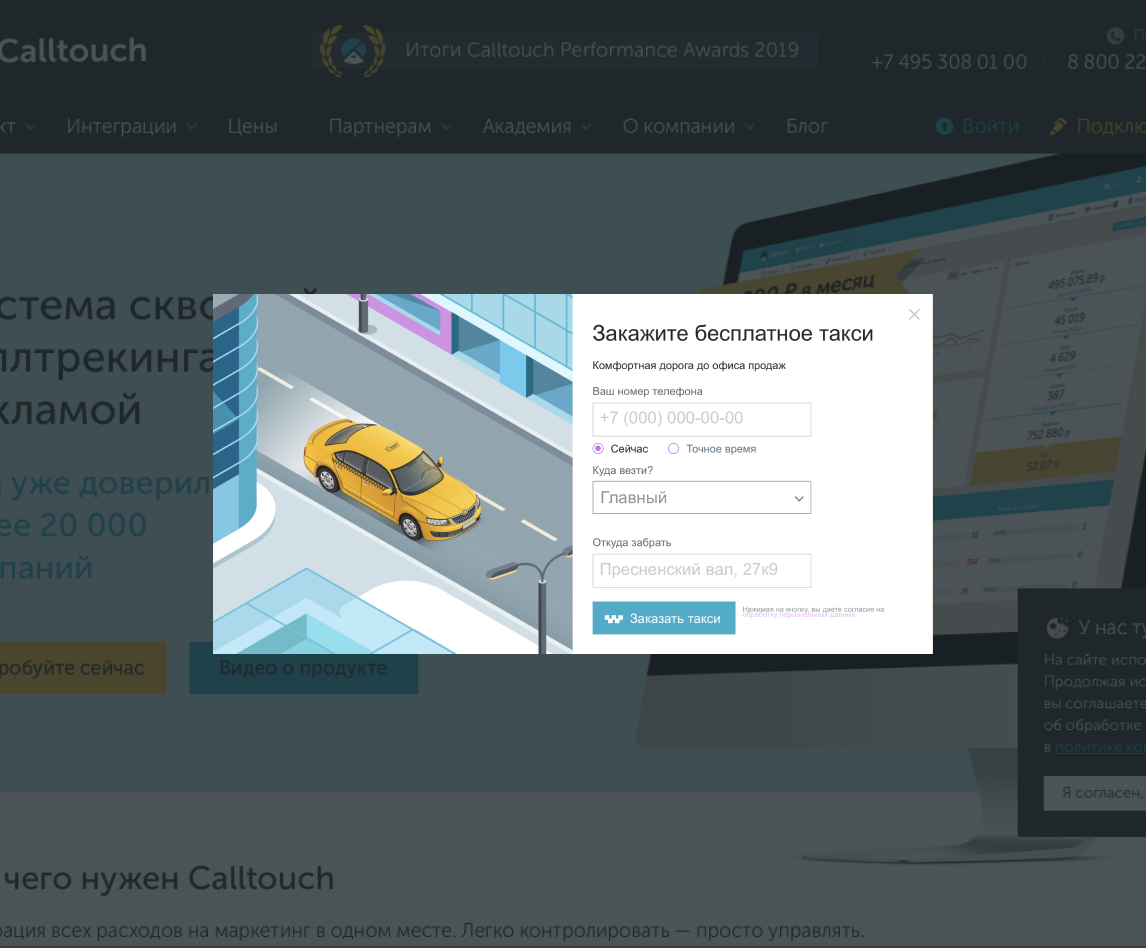 Calltouch
Итоги Calltouch Performance Awards 2019
+7 495 308 01 00
8 800 22
Интеграции
Цены
Партнерам
Академия
О компании
Блог
Войти
Подклю
стема скво
ллтрекинга
кламой
уже доверил
ее 20 000
паний
робуйте сейчас
Видео о продукте
₽ в месяц
495 075.89 р
45 019
4 629
387
752 880 р
52.07 %
Закажите бесплатное такси
Комфортная дорога до офиса продаж
Ваш номер телефона
+7 (000) 000-00-00
Сейчас
Точное время
Куда везти?
Главный
Откуда забрать
Пресненский вал, 27к9
Заказать такси
Нажимая на кнопку, вы даете согласие на
обработку персональных данных.
У нас ту
На сайте испо
Продолжая ис
вы соглашаете
об обработке
в политике ко
Я согласен,
чего нужен Calltouch
рация всех расходов на маркетинг в одном месте. Легко контролировать — просто управлять.